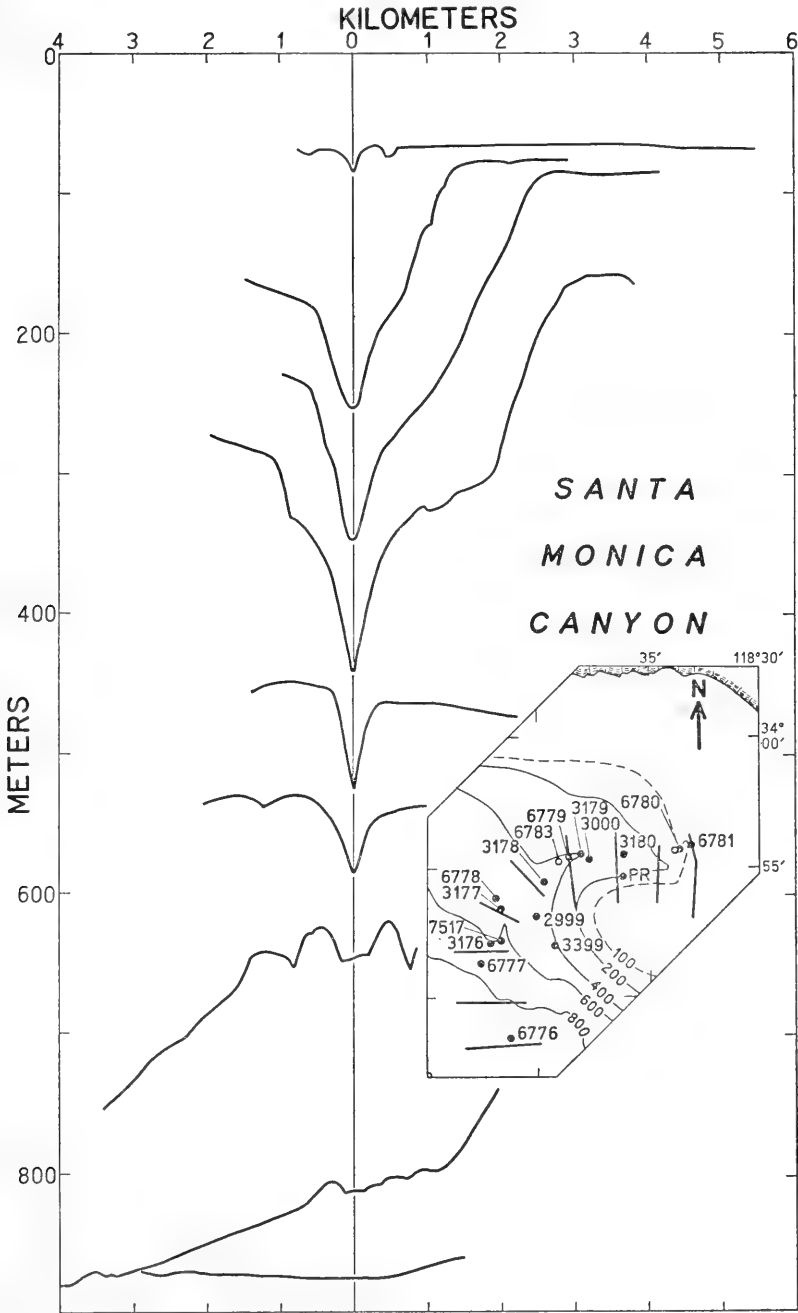 KILOMETERS
4 3 2 1 0 1 2 3 4 5 6
0
200
400
600
800
METERS
SANTA
MONICA
CANYON
35′ 118°30′
N
34°
00′
55′
6780
3179
6779 3000
6783 3180 6781
3178
PR
6778
3177
2999
7517
3176 3399
6777
100
200
400
600
800
6776